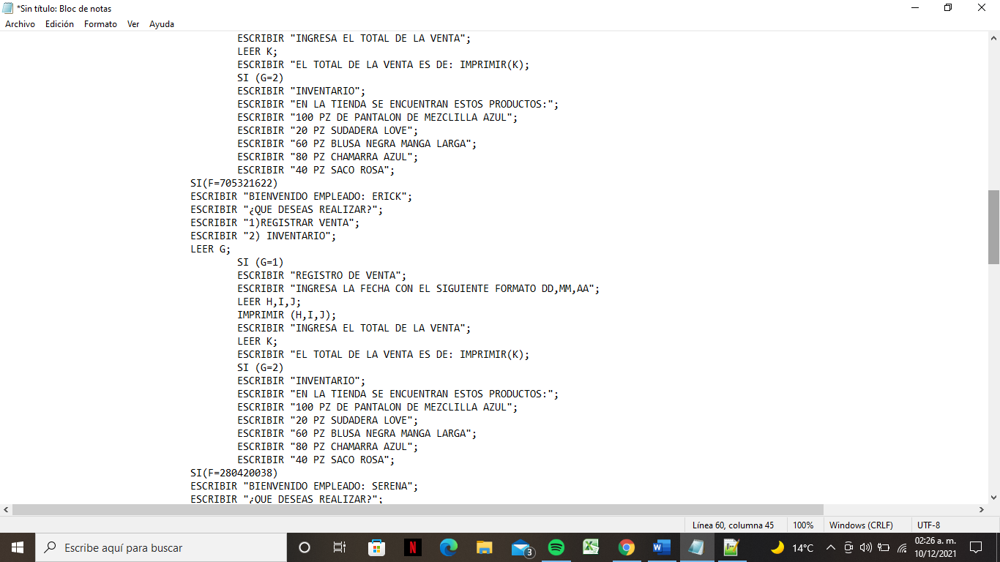 *Sin título: Bloc de notas
Archivo Edición Formato Ver Ayuda
ESCRIBIR "INGRESA EL TOTAL DE LA VENTA";
LEER K;
ESCRIBIR "EL TOTAL DE LA VENTA ES DE: IMPRIMIR(K);
SI (G=2)
ESCRIBIR "INVENTARIO";
ESCRIBIR "EN LA TIENDA SE ENCUENTRAN ESTOS PRODUCTOS:";
ESCRIBIR "100 PZ DE PANTALON DE MEZCLILLA AZUL";
ESCRIBIR "20 PZ SUDADERA LOVE";
ESCRIBIR "60 PZ BLUSA NEGRA MANGA LARGA";
ESCRIBIR "80 PZ CHAMARRA AZUL";
ESCRIBIR "40 PZ SACO ROSA";
SI(F=705321622)
ESCRIBIR "BIENVENIDO EMPLEADO: ERICK";
ESCRIBIR "¿QUE DESEAS REALIZAR?";
ESCRIBIR "1)REGISTRAR VENTA";
ESCRIBIR "2) INVENTARIO";
LEER G;
SI (G=1)
ESCRIBIR "REGISTRO DE VENTA";
ESCRIBIR "INGRESA LA FECHA CON EL SIGUIENTE FORMATO DD,MM,AA";
LEER H,I,J;
IMPRIMIR (H,I,J);
ESCRIBIR "INGRESA EL TOTAL DE LA VENTA";
LEER K;
ESCRIBIR "EL TOTAL DE LA VENTA ES DE: IMPRIMIR(K);
SI (G=2)
ESCRIBIR "INVENTARIO";
ESCRIBIR "EN LA TIENDA SE ENCUENTRAN ESTOS PRODUCTOS:";
ESCRIBIR "100 PZ DE PANTALON DE MEZCLILLA AZUL";
ESCRIBIR "20 PZ SUDADERA LOVE";
ESCRIBIR "60 PZ BLUSA NEGRA MANGA LARGA";
ESCRIBIR "80 PZ CHAMARRA AZUL";
ESCRIBIR "40 PZ SACO ROSA";
SI(F=280420038)
ESCRIBIR "BIENVENIDO EMPLEADO: SERENA";
ESCRIBIR "¿QUE DESEAS REALIZAR?";
Línea 60, columna 45 100% Windows (CRLF) UTF-8
Escribe aquí para buscar
3
14°C
02:26 a. m.
10/12/2021